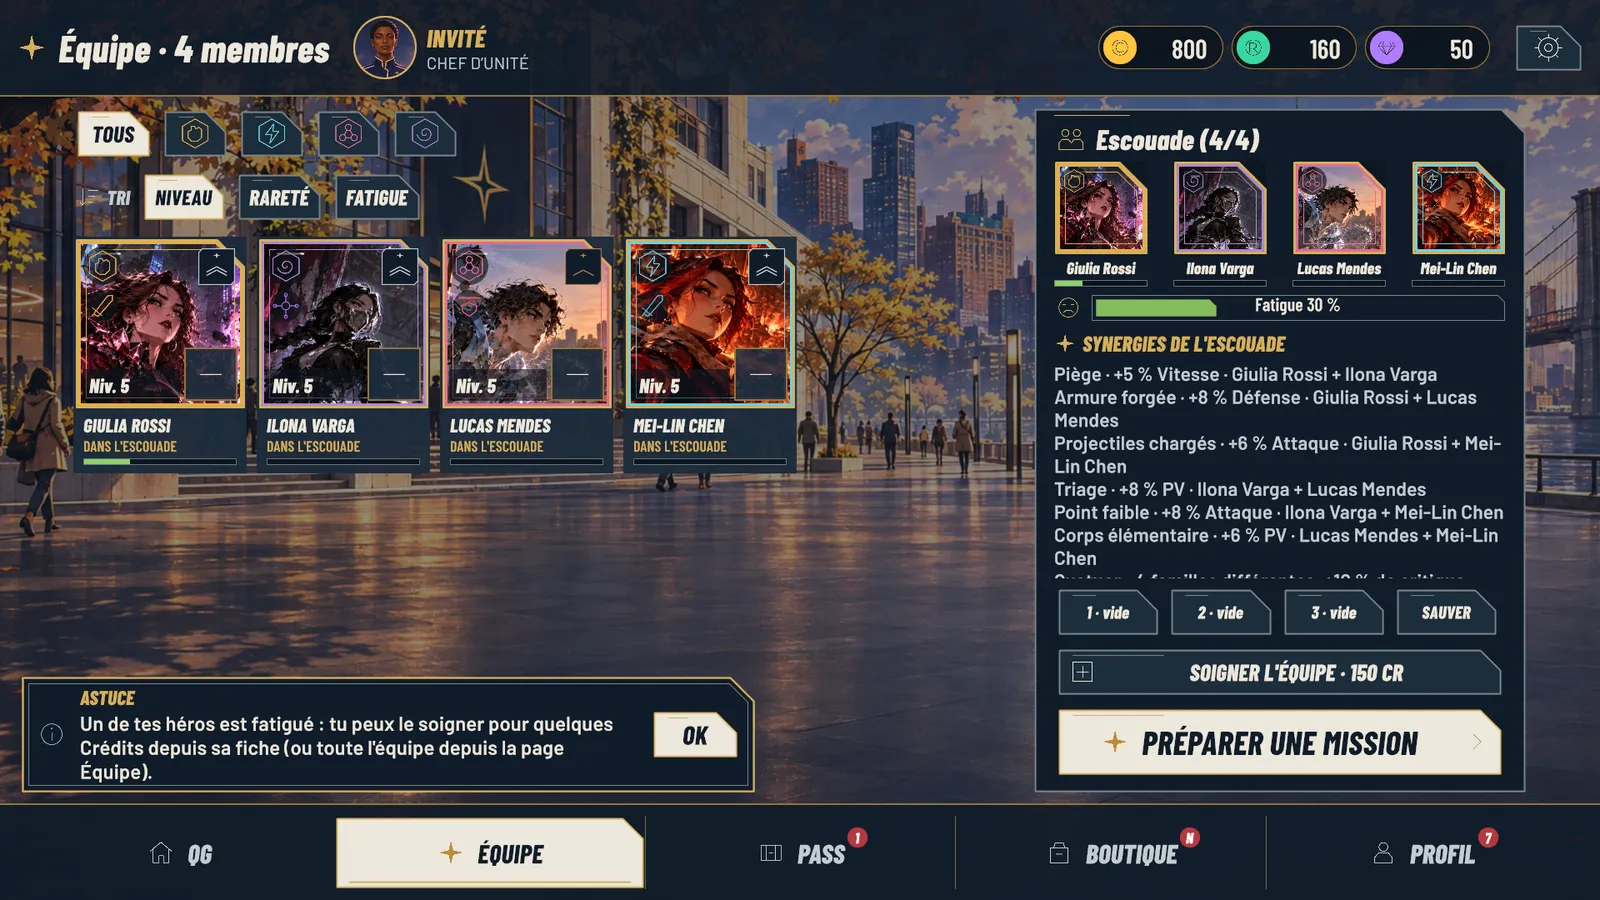 Équipe · 4 membres
INVITÉ
CHEF D'UNITÉ
800
160
50
TOUS
TRI
NIVEAU
RARETÉ
FATIGUE
Niv. 5
Niv. 5
Niv. 5
Niv. 5
GIULIA ROSSI
DANS L'ESCOUADE
ILONA VARGA
DANS L'ESCOUADE
LUCAS MENDES
DANS L'ESCOUADE
MEI-LIN CHEN
DANS L'ESCOUADE
Escouade (4/4)
Giulia Rossi
Ilona Varga
Lucas Mendes
Mei-Lin Chen
Fatigue 30 %
SYNERGIES DE L'ESCOUADE
Piège · +5 % Vitesse · Giulia Rossi + Ilona Varga
Armure forgée · +8 % Défense · Giulia Rossi + Lucas
Mendes
Projectiles chargés · +6 % Attaque · Giulia Rossi + Mei-
Lin Chen
Triage · +8 % PV · Ilona Varga + Lucas Mendes
Point faible · +8 % Attaque · Ilona Varga + Mei-Lin Chen
Corps élémentaire · +6 % PV · Lucas Mendes + Mei-Lin
Chen
1 · vide
2 · vide
3 · vide
SAUVER
SOIGNER L'ÉQUIPE · 150 CR
PRÉPARER UNE MISSION
ASTUCE
Un de tes héros est fatigué : tu peux le soigner pour quelques
Crédits depuis sa fiche (ou toute l'équipe depuis la page
Équipe).
OK
QG
ÉQUIPE
PASS
1
BOUTIQUE
N
PROFIL
7